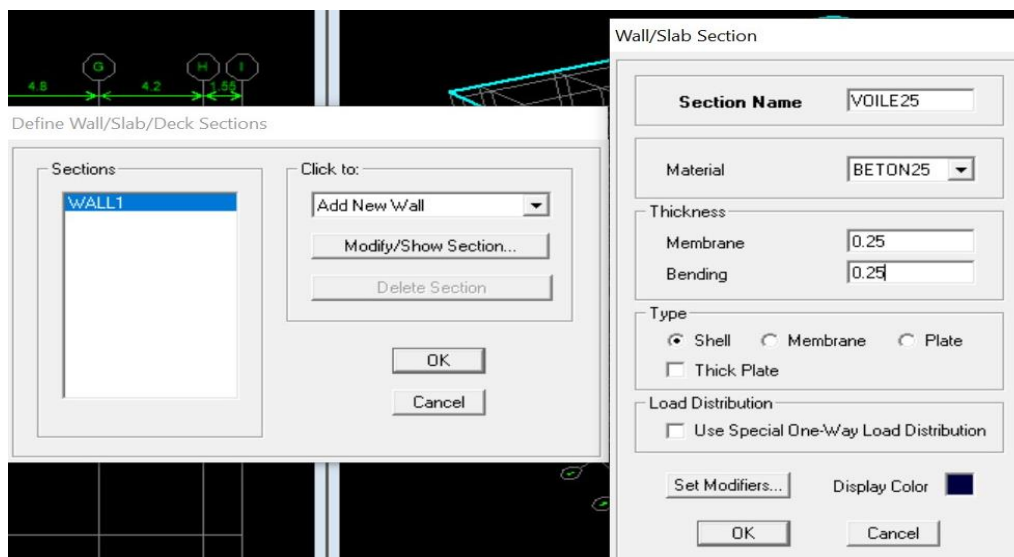 G
H
I
4.8
4.2
1.55
Define Wall/Slab/Deck Sections
Sections
WALL1
Click to:
Add New Wall
Modify/Show Section...
Delete Section
OK
Cancel
Wall/Slab Section
Section Name
VOILE25
Material
BETON25
Thickness
Membrane
0.25
Bending
0.25
Type
Shell
Membrane
Plate
Thick Plate
Load Distribution
Use Special One-Way Load Distribution
Set Modifiers...
Display Color
OK
Cancel